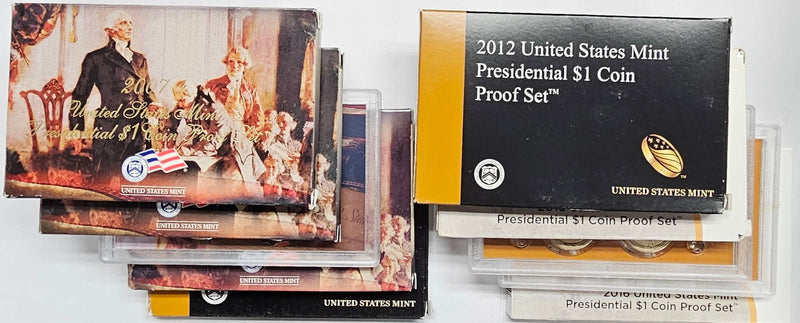 2007
United States Mint
Presidential $1 Coin Proof Set
UNITED STATES MINT
UNITED STATES MINT
UNITED STATES MINT
UNITED STATES MINT
2012 United States Mint
Presidential $1 Coin
Proof Set™
UNITED STATES MINT
Presidential $1 Coin Proof Set™
2016 United States Mint
Presidential $1 Coin Proof Set™